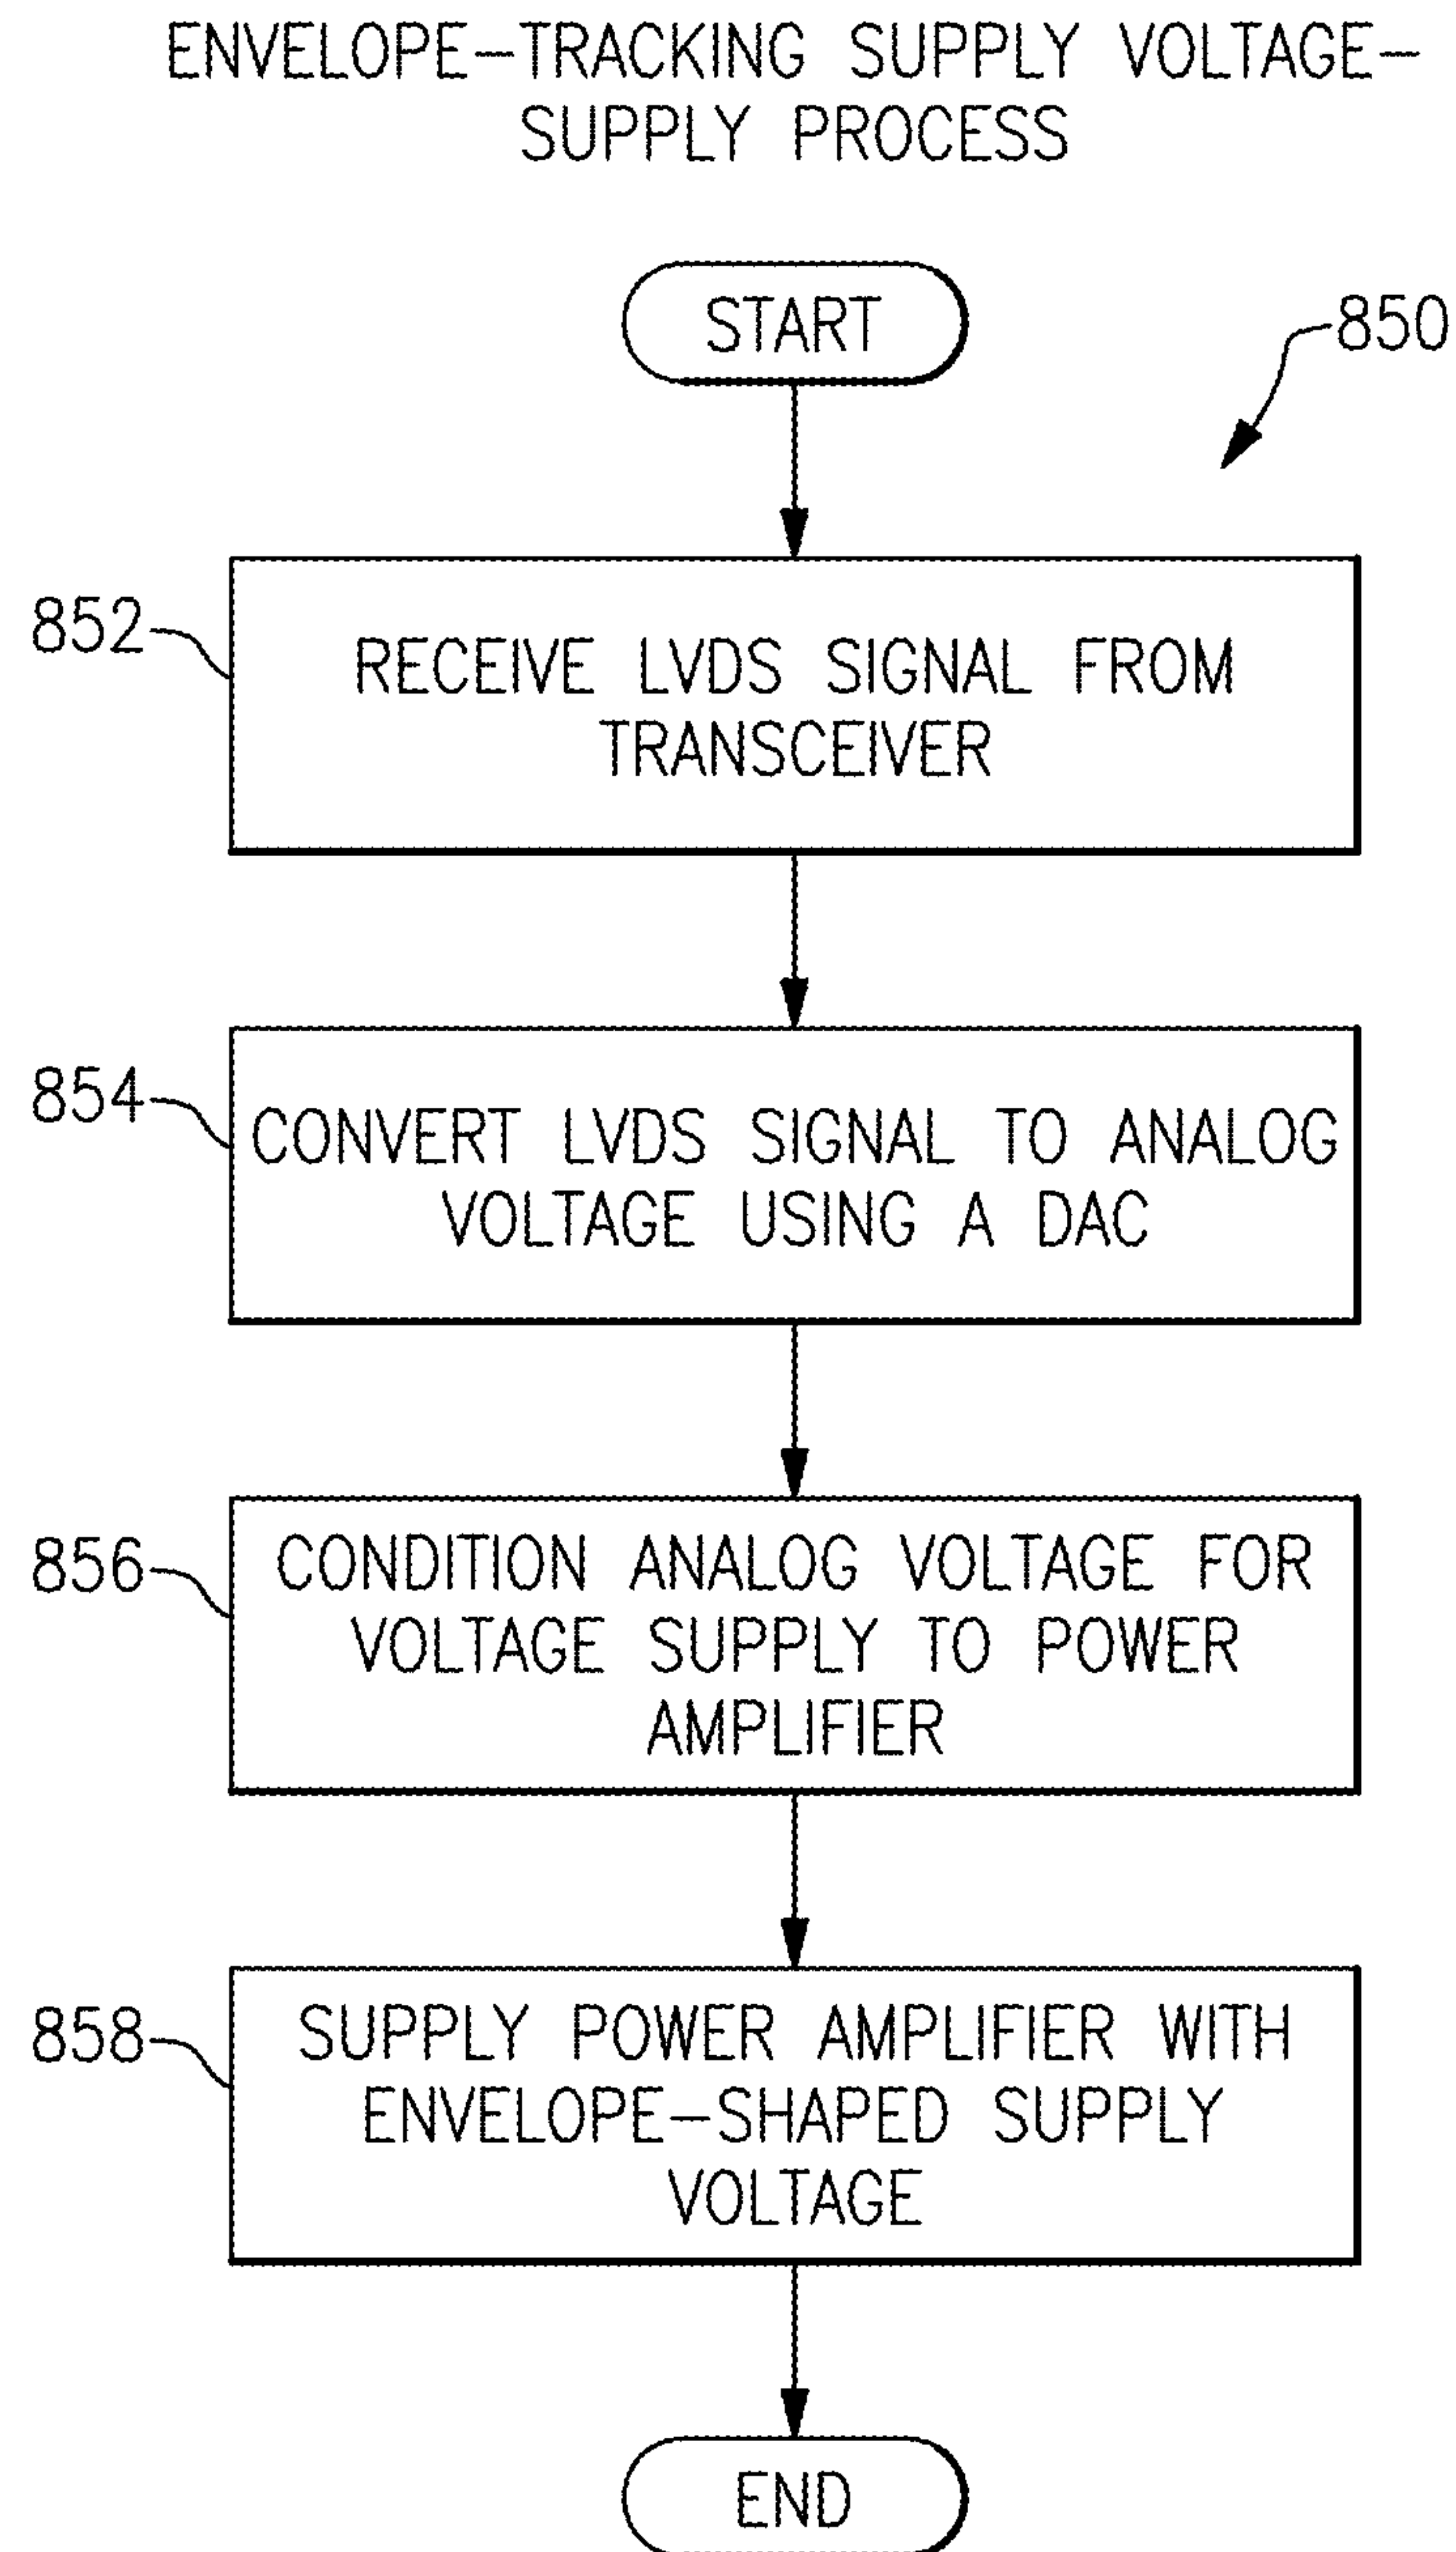 ENVELOPE-TRACKING SUPPLY VOLTAGE-
SUPPLY PROCESS
START
850
852
RECEIVE LVDS SIGNAL FROM
TRANSCEIVER
854
CONVERT LVDS SIGNAL TO ANALOG
VOLTAGE USING A DAC
856
CONDITION ANALOG VOLTAGE FOR
VOLTAGE SUPPLY TO POWER
AMPLIFIER
858
SUPPLY POWER AMPLIFIER WITH
ENVELOPE-SHAPED SUPPLY
VOLTAGE
END